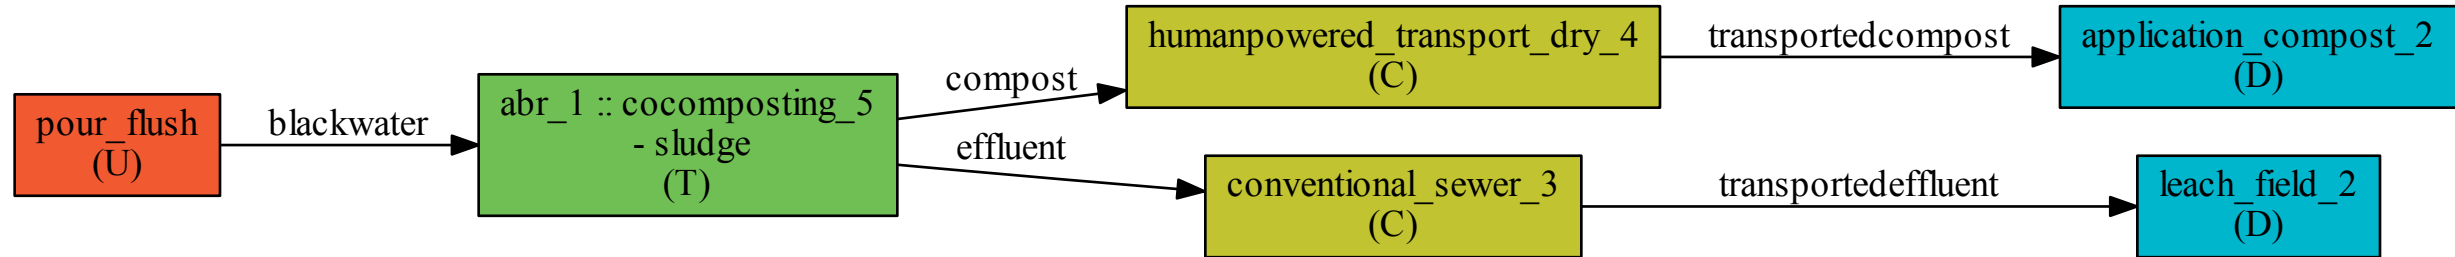 pour_flush
(U)
blackwater
abr_1 :: cocomposting_5
- sludge
(T)
compost
effluent
humanpowered_transport_dry_4
(C)
conventional_sewer_3
(C)
transportedcompost
transportedeffluent
application_compost_2
(D)
leach_field_2
(D)